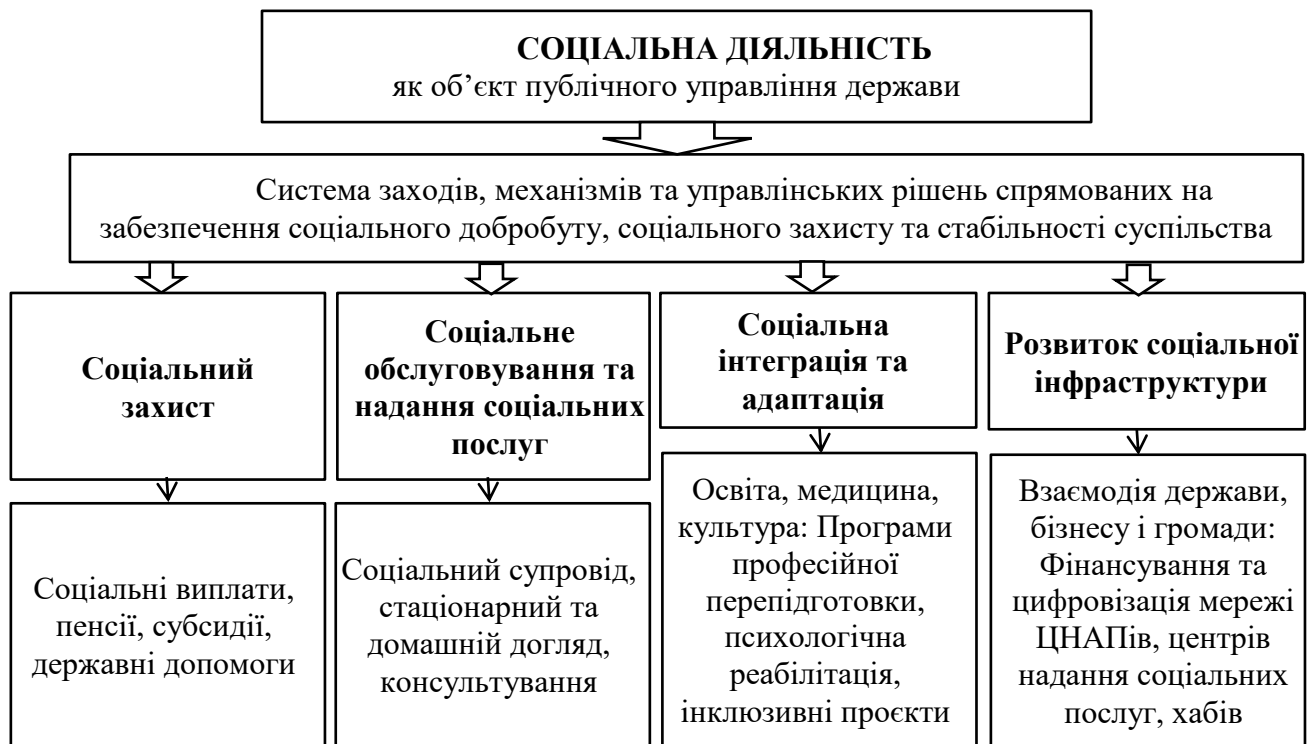 СОЦІАЛЬНА ДІЯЛЬНІСТЬ
як об’єкт публічного управління держави
Система заходів, механізмів та управлінських рішень спрямованих на
забезпечення соціального добробуту, соціального захисту та стабільності суспільства
Соціальний
захист
Соціальне
обслуговування та
надання соціальних
послуг
Соціальна
інтеграція та
адаптація
Розвиток соціальної
інфраструктури
Соціальні виплати,
пенсії, субсидії,
державні допомоги
Соціальний супровід,
стаціонарний та
домашній догляд,
консультування
Освіта, медицина,
культура: Програми
професійної
перепідготовки,
психологічна
реабілітація,
інклюзивні проєкти
Взаємодія держави,
бізнесу і громади:
Фінансування та
цифровізація мережі
ЦНАПів, центрів
надання соціальних
послуг, хабів